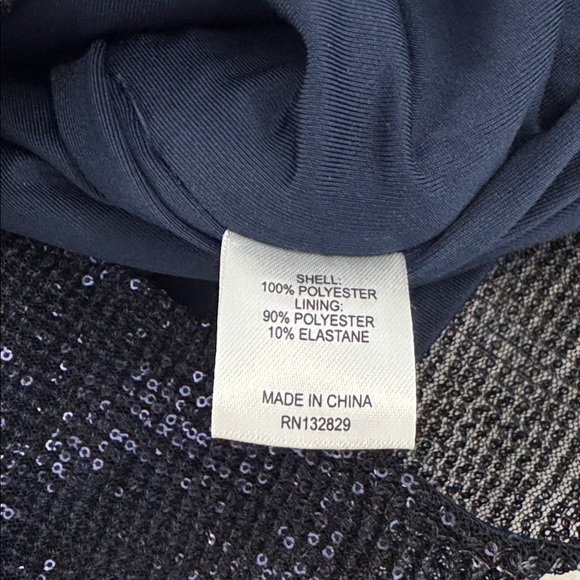 SHELL:
100% POLYESTER
LINING:
90% POLYESTER
10% ELASTANE
MADE IN CHINA
RN132829